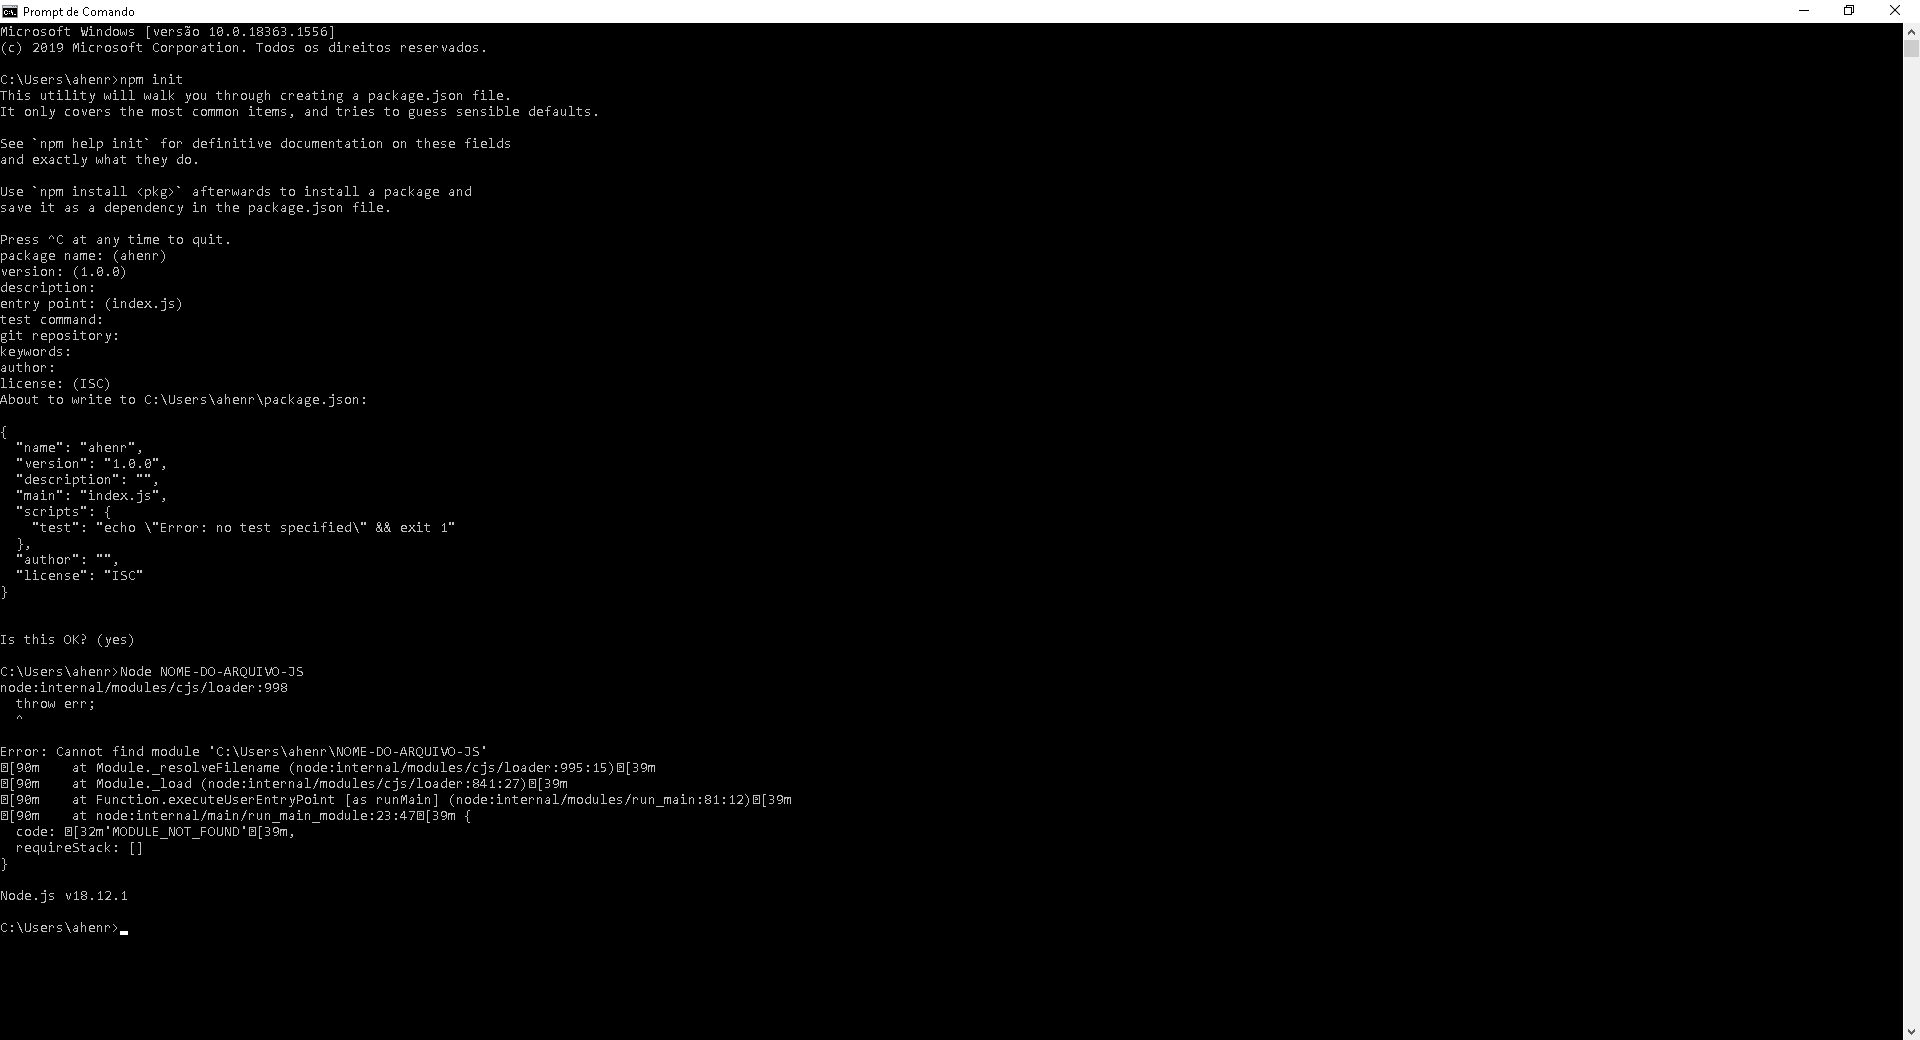 Prompt de Comando
Microsoft Windows [versão 10.0.18363.1556]
(c) 2019 Microsoft Corporation. Todos os direitos reservados.
C:\Users\ahenr>npm init
This utility will walk you through creating a package.json file.
It only covers the most common items, and tries to guess sensible defaults.
See `npm help init` for definitive documentation on these fields
and exactly what they do.
Use `npm install <pkg>` afterwards to install a package and
save it as a dependency in the package.json file.
Press ^C at any time to quit.
package name: (ahenr)
version: (1.0.0)
description:
entry point: (index.js)
test command:
git repository:
keywords:
author:
license: (ISC)
About to write to C:\Users\ahenr\package.json:
{
  "name": "ahenr",
  "version": "1.0.0",
  "description": "",
  "main": "index.js",
  "scripts": {
    "test": "echo \"Error: no test specified\" && exit 1"
  },
  "author": "",
  "license": "ISC"
}
Is this OK? (yes)
C:\Users\ahenr>Node NOME-DO-ARQUIVO-JS
node:internal/modules/cjs/loader:998
  throw err;
  ^
Error: Cannot find module 'C:\Users\ahenr\NOME-DO-ARQUIVO-JS'
[90m    at Module._resolveFilename (node:internal/modules/cjs/loader:995:15)[39m
[90m    at Module._load (node:internal/modules/cjs/loader:841:27)[39m
[90m    at Function.executeUserEntryPoint [as runMain] (node:internal/modules/run_main:81:12)[39m
[90m    at node:internal/main/run_main_module:23:47[39m {
  code: [32m'MODULE_NOT_FOUND'[39m,
  requireStack: []
}
Node.js v18.12.1
C:\Users\ahenr>